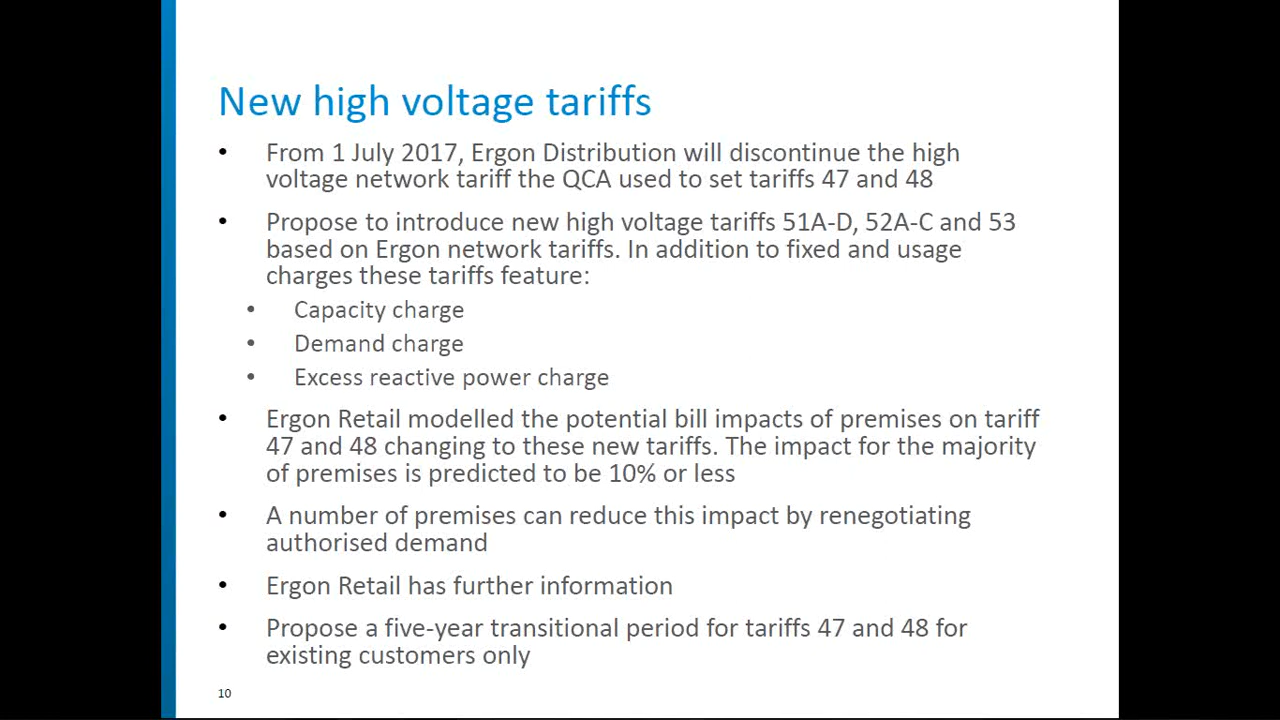 New high voltage tariffs
• From 1 July 2017, Ergon Distribution will discontinue the high
voltage network tariff the QCA used to set tariffs 47 and 48
• Propose to introduce new high voltage tariffs 51A-D, 52A-C and 53
based on Ergon network tariffs. In addition to fixed and usage
charges these tariffs feature:
• Capacity charge
• Demand charge
• Excess reactive power charge
• Ergon Retail modelled the potential bill impacts of premises on tariff
47 and 48 changing to these new tariffs. The impact for the majority
of premises is predicted to be 10% or less
• A number of premises can reduce this impact by renegotiating
authorised demand
• Ergon Retail has further information
• Propose a five-year transitional period for tariffs 47 and 48 for
existing customers only
10